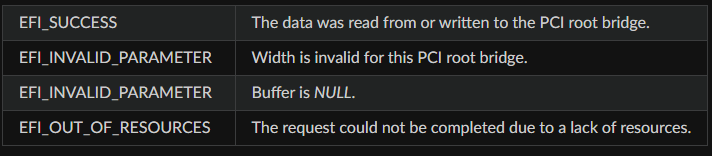 EFI_SUCCESS The data was read from or written to the PCI root bridge.
EFI_INVALID_PARAMETER Width is invalid for this PCI root bridge.
EFI_INVALID_PARAMETER Buffer is NULL.
EFI_OUT_OF_RESOURCES The request could not be completed due to a lack of resources.